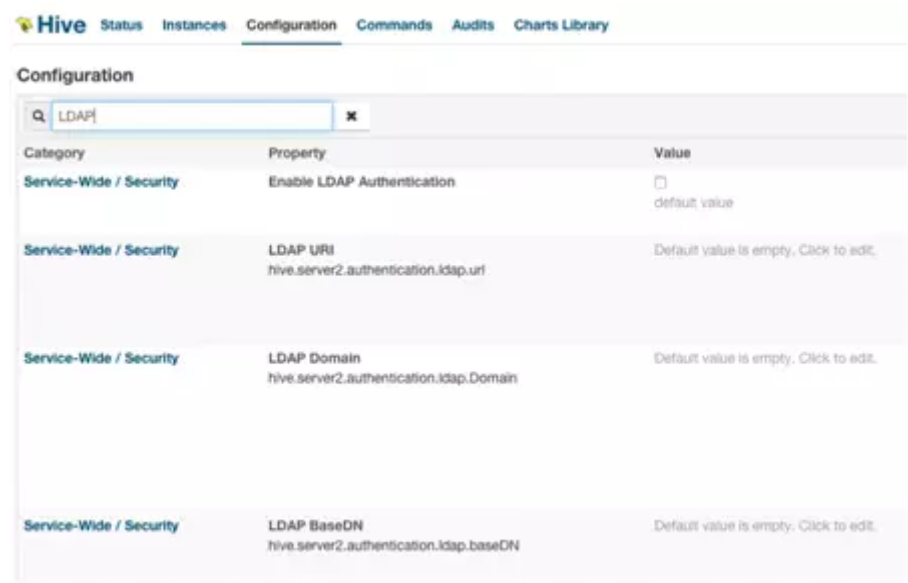 Hive Status Instances Configuration Commands Audits Charts Library
Configuration
LDAP
Category Property Value
Service-Wide / Security Enable LDAP Authentication
default value
Service-Wide / Security LDAP URI Default value is empty. Click to edit.
hive.server2.authentication.ldap.url
Service-Wide / Security LDAP Domain Default value is empty. Click to edit.
hive.server2.authentication.ldap.Domain
Service-Wide / Security LDAP BaseDN Default value is empty. Click to edit.
hive.server2.authentication.ldap.baseDN